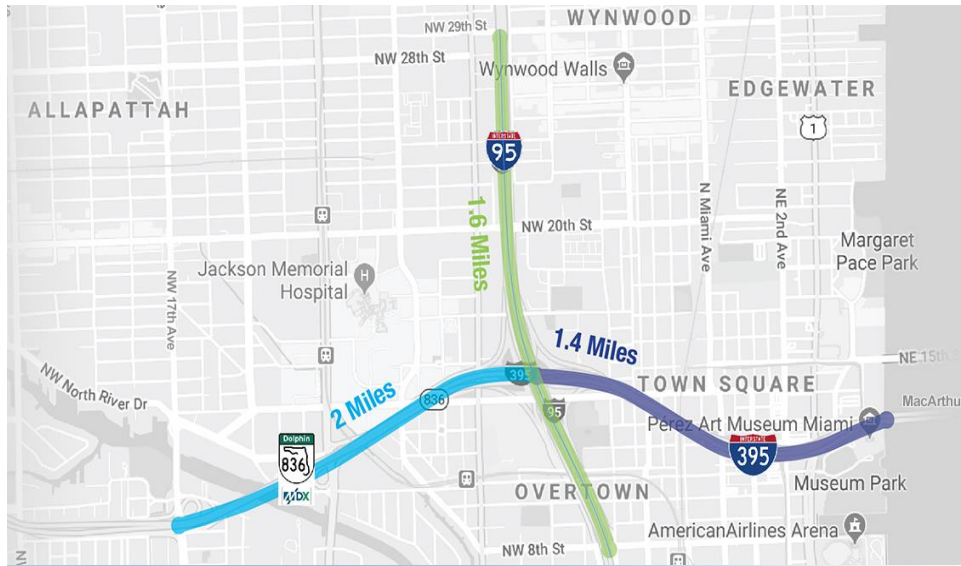 WYNWOOD
NW 29th St
NW 28th St
Wynwood Walls
EDGEWATER
ALLAPATTAH
1
INTERSTATE
95
1.6 Miles
N Miami Ave
NE 2nd Ave
NW 20th St
Margaret
Pace Park
Jackson Memorial
Hospital
H
NW 17th Ave
1.4 Miles
NE 15th
NW North River Dr
395
TOWN SQUARE
2 Miles
836
95
MacArthu
Pérez Art Museum Miami
Dolphin
836
mdx
INTERSTATE
395
Museum Park
OVERTOWN
AmericanAirlines Arena
NW 8th St
N